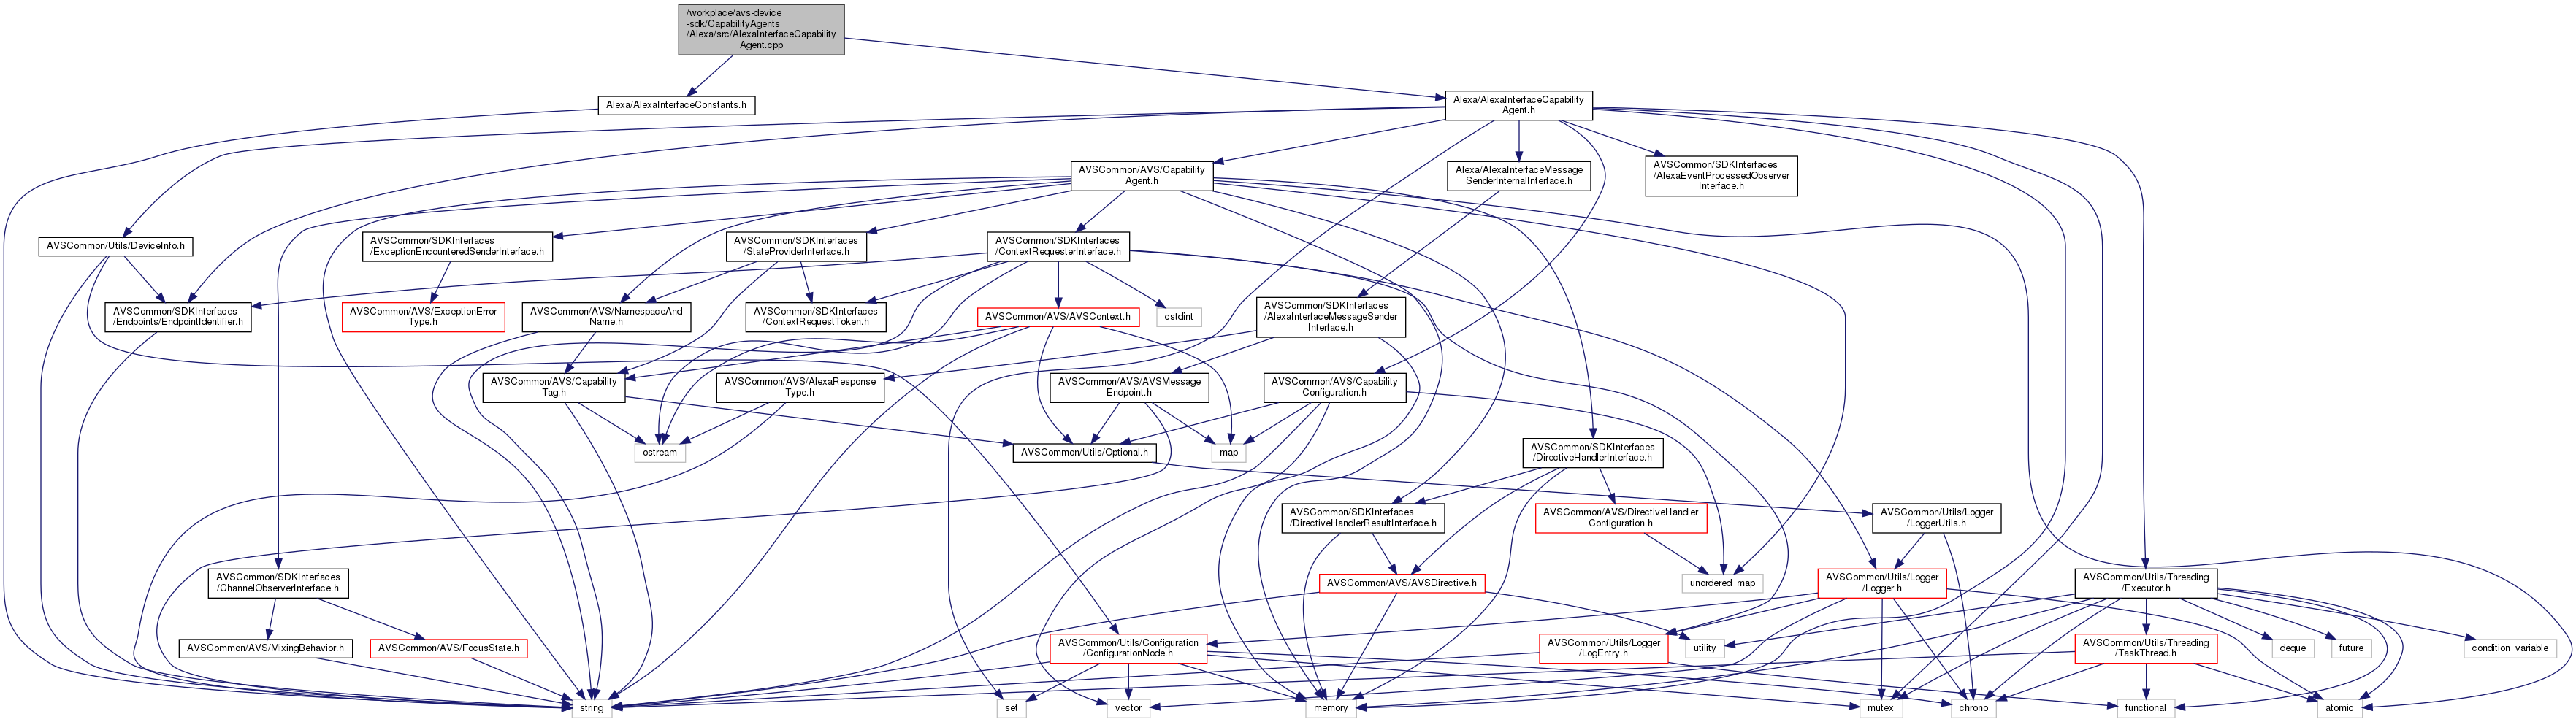 /workplace/avs-device
-sdk/CapabilityAgents
/Alexa/src/AlexaInterfaceCapability
Agent.cpp
Alexa/AlexaInterfaceConstants.h
Alexa/AlexaInterfaceCapability
Agent.h
AVSCommon/AVS/Capability
Agent.h
Alexa/AlexaInterfaceMessage
SenderInternalInterface.h
AVSCommon/SDKInterfaces
/AlexaEventProcessedObserver
Interface.h
AVSCommon/Utils/DeviceInfo.h
AVSCommon/SDKInterfaces
/ExceptionEncounteredSenderInterface.h
AVSCommon/SDKInterfaces
/StateProviderInterface.h
AVSCommon/SDKInterfaces
/ContextRequesterInterface.h
AVSCommon/SDKInterfaces
/Endpoints/EndpointIdentifier.h
AVSCommon/AVS/ExceptionError
Type.h
AVSCommon/AVS/NamespaceAnd
Name.h
AVSCommon/SDKInterfaces
/ContextRequestToken.h
AVSCommon/AVS/AVSContext.h
cstdint
AVSCommon/SDKInterfaces
/AlexaInterfaceMessageSender
Interface.h
AVSCommon/AVS/Capability
Tag.h
AVSCommon/AVS/AlexaResponse
Type.h
AVSCommon/AVS/AVSMessage
Endpoint.h
AVSCommon/AVS/Capability
Configuration.h
ostream
AVSCommon/Utils/Optional.h
map
AVSCommon/SDKInterfaces
/DirectiveHandlerInterface.h
AVSCommon/SDKInterfaces
/DirectiveHandlerResultInterface.h
AVSCommon/AVS/DirectiveHandler
Configuration.h
AVSCommon/Utils/Logger
/LoggerUtils.h
AVSCommon/SDKInterfaces
/ChannelObserverInterface.h
AVSCommon/AVS/AVSDirective.h
unordered_map
AVSCommon/Utils/Logger
/Logger.h
AVSCommon/Utils/Threading
/Executor.h
AVSCommon/AVS/MixingBehavior.h
AVSCommon/AVS/FocusState.h
AVSCommon/Utils/Configuration
/ConfigurationNode.h
AVSCommon/Utils/Logger
/LogEntry.h
utility
AVSCommon/Utils/Threading
/TaskThread.h
deque
future
condition_variable
string
set
vector
memory
mutex
chrono
functional
atomic